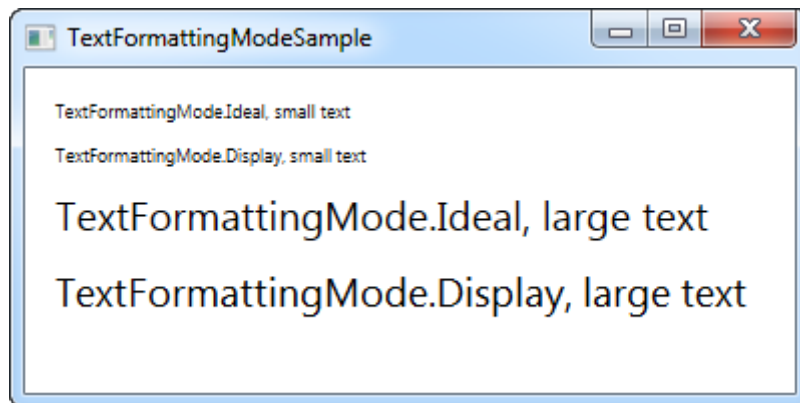 TextFormattingModeSample
TextFormattingMode.Ideal, small text
TextFormattingMode.Display, small text
TextFormattingMode.Ideal, large text
TextFormattingMode.Display, large text